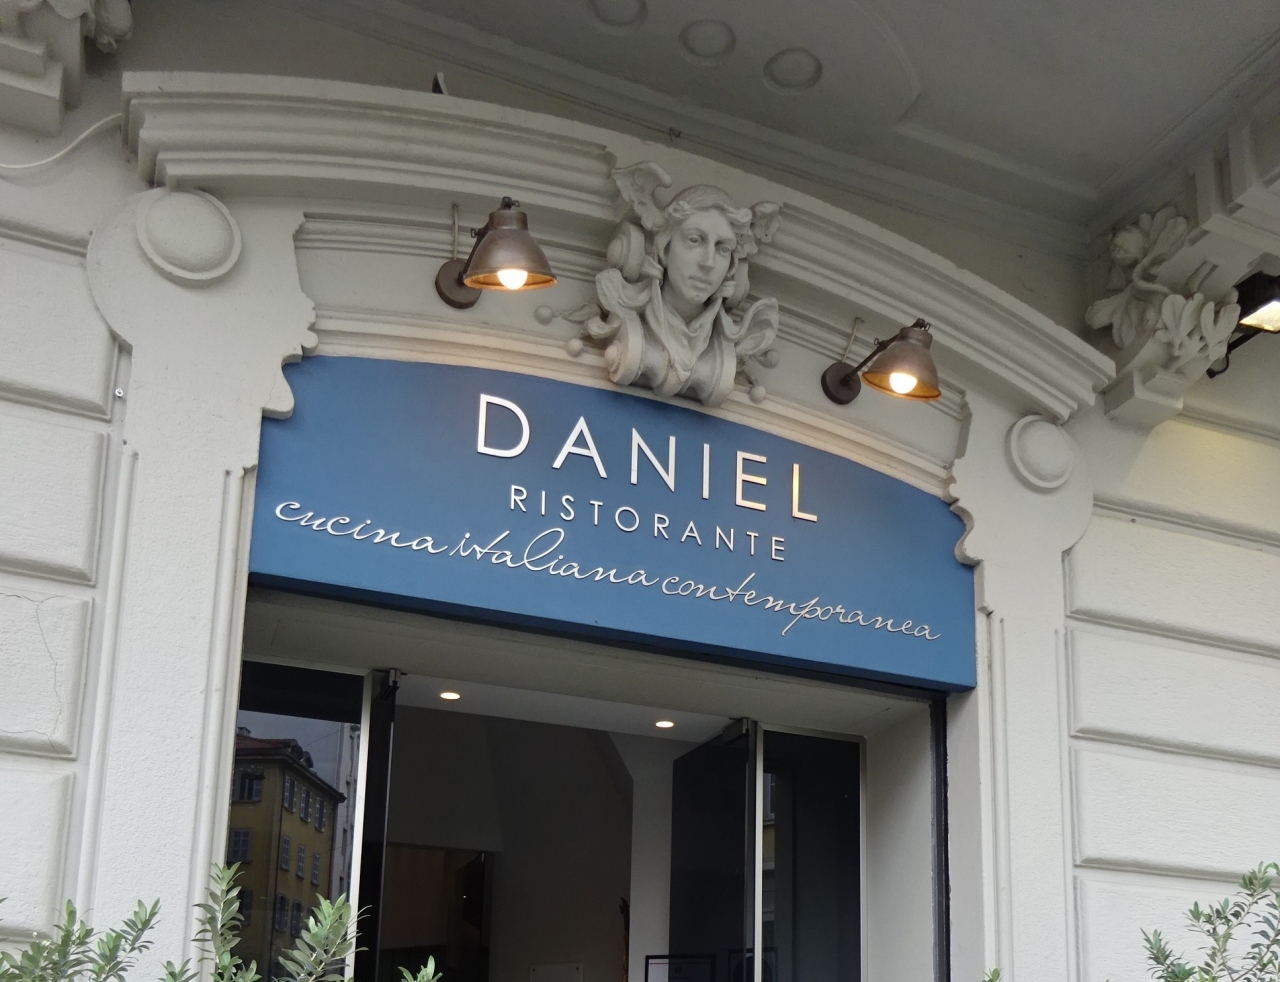 DANIEL
RISTORANTE
cucina italiana contemporanea